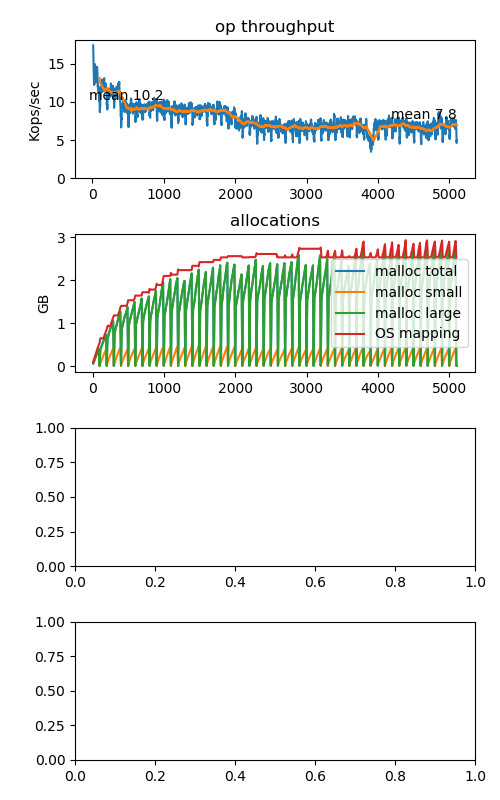 op throughput
Kops/sec
15
10
5
0
mean 10.2
mean 7.8
0 1000 2000 3000 4000 5000
allocations
GB
3
2
1
0
malloc total
malloc small
malloc large
OS mapping
0 1000 2000 3000 4000 5000
1.00
0.75
0.50
0.25
0.00
0.0 0.2 0.4 0.6 0.8 1.0
1.00
0.75
0.50
0.25
0.00
0.0 0.2 0.4 0.6 0.8 1.0